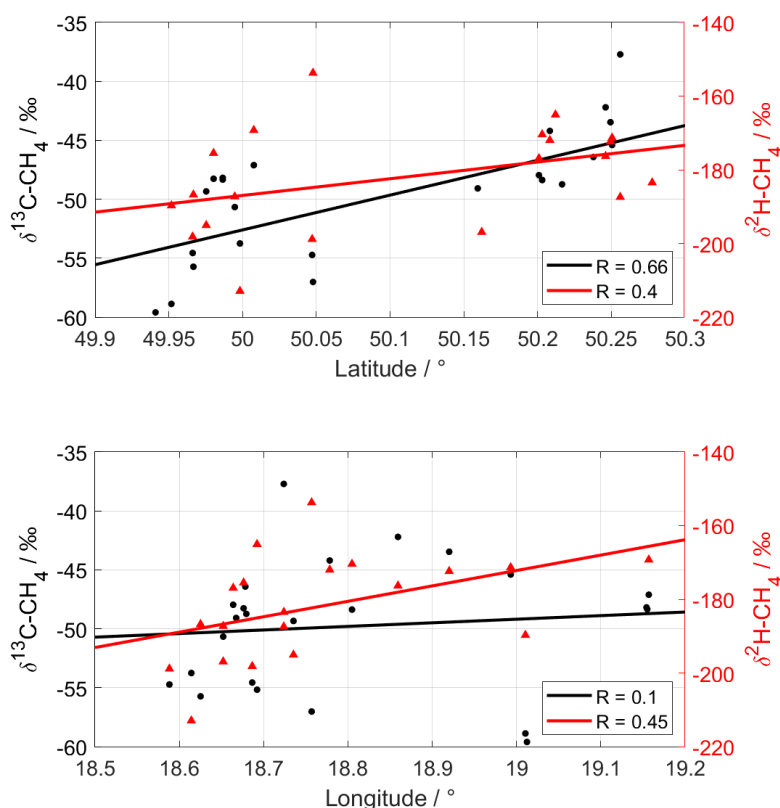 -35
-40
-45
-50
-55
-60
δ¹³C-CH₄ / ‰
-140
-160
-180
-200
-220
δ²H-CH₄ / ‰
R = 0.66
R = 0.4
49.9 49.95 50 50.05 50.1 50.15 50.2 50.25 50.3
Latitude / °
-35
-40
-45
-50
-55
-60
δ¹³C-CH₄ / ‰
-140
-160
-180
-200
-220
δ²H-CH₄ / ‰
R = 0.1
R = 0.45
18.5 18.6 18.7 18.8 18.9 19 19.1 19.2
Longitude / °